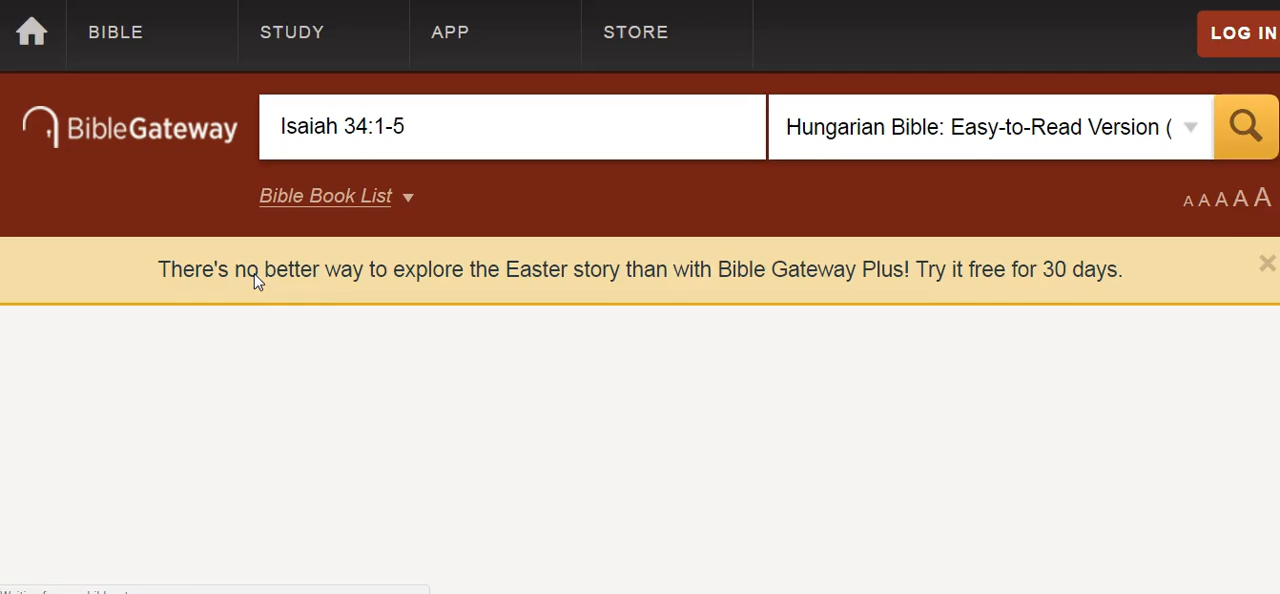 BIBLE
STUDY
APP
STORE
LOG IN
BibleGateway
Isaiah 34:1-5
Hungarian Bible: Easy-to-Read Version (
Bible Book List
A A A A A
There's no better way to explore the Easter story than with Bible Gateway Plus! Try it free for 30 days.